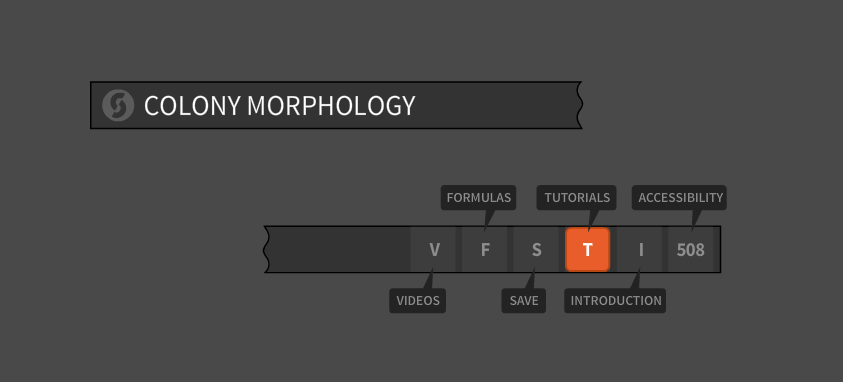 COLONY MORPHOLOGY
FORMULAS TUTORIALS ACCESSIBILITY
V F S T I 508
VIDEOS SAVE INTRODUCTION